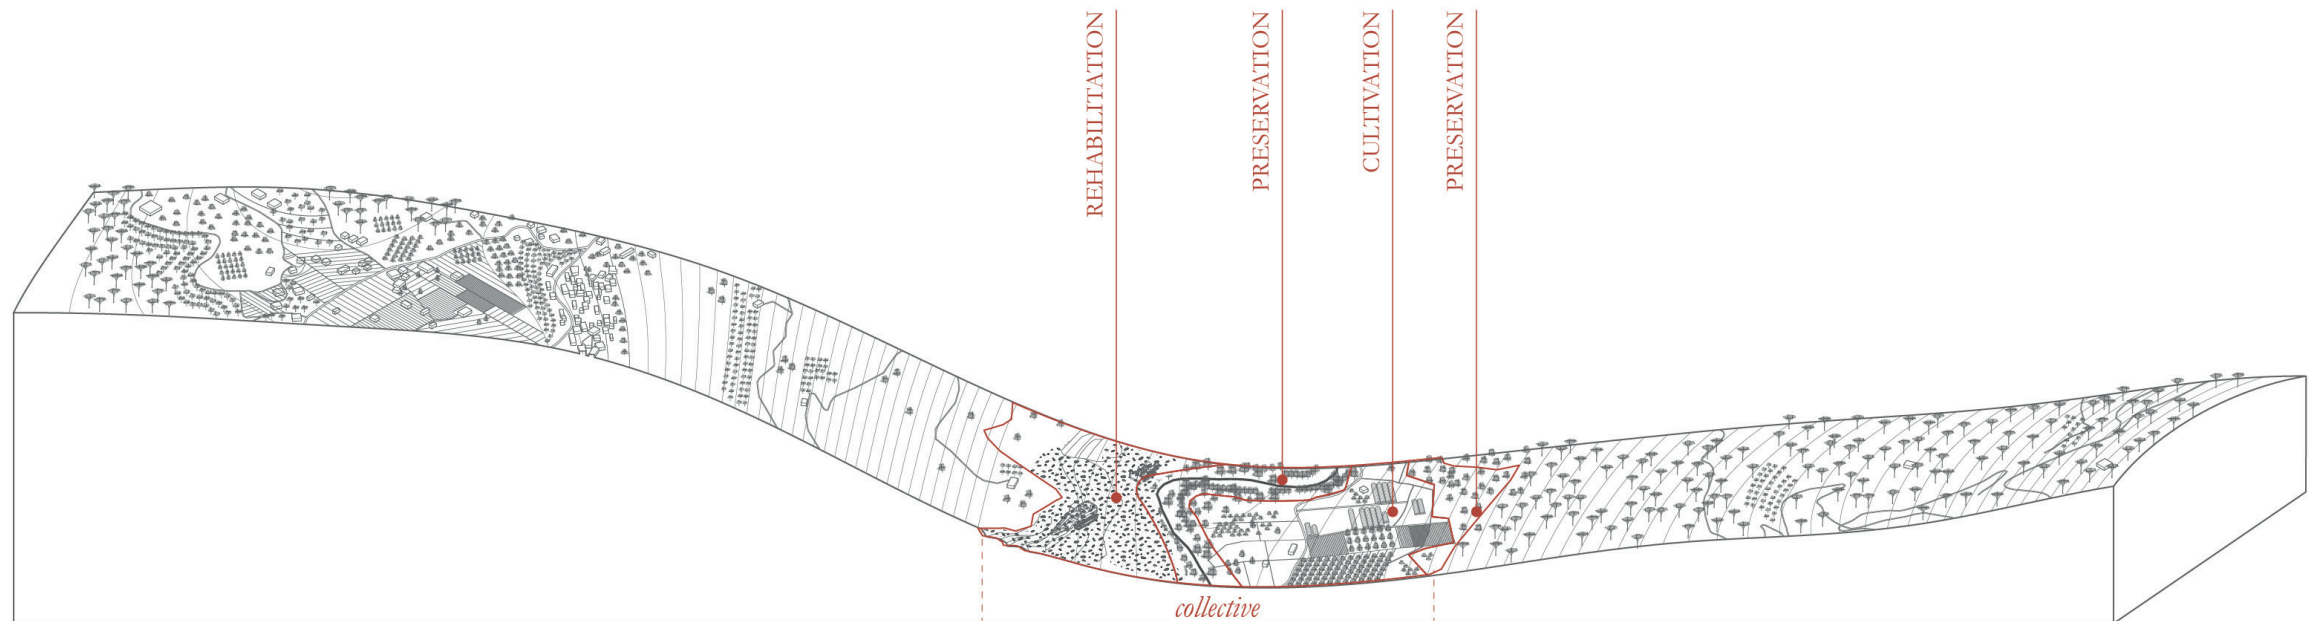 REHABILITATION
PRESERVATION
CULTIVATION
PRESERVATION
collective